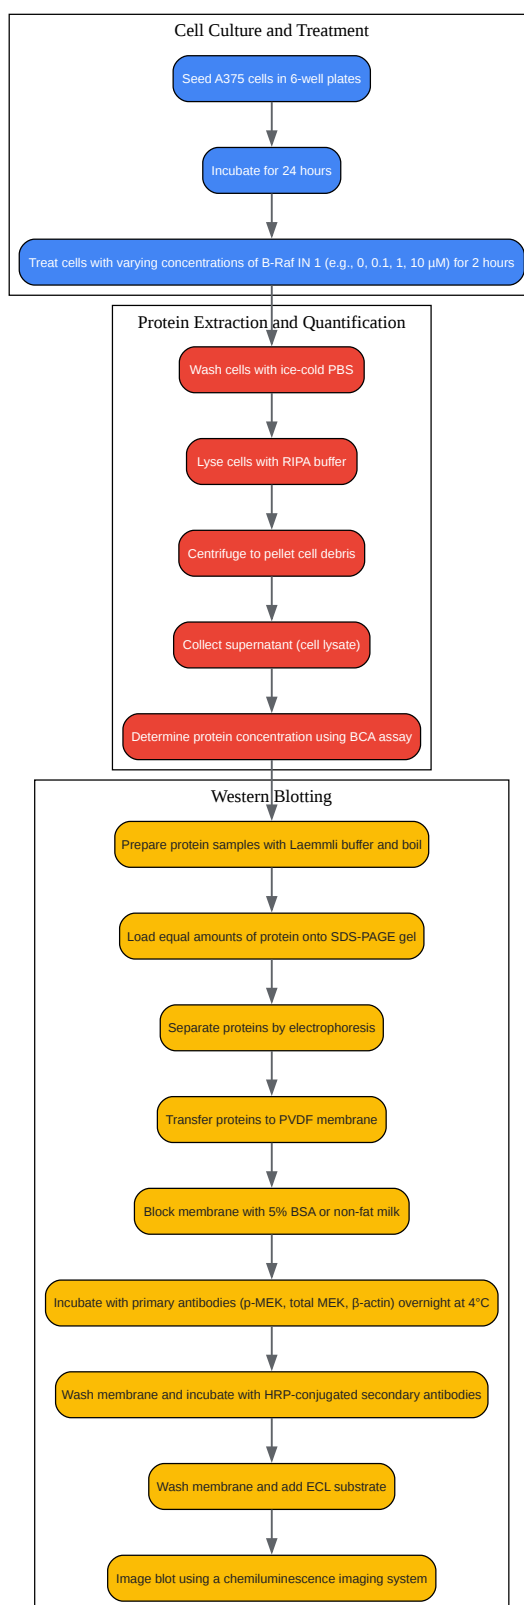 Cell Culture and Treatment
Seed A375 cells in 6-well plates
Incubate for 24 hours
Treat cells with varying concentrations of B-Raf IN 1 (e.g., 0, 0.1, 1, 10 µM) for 2 hours
Protein Extraction and Quantification
Wash cells with ice-cold PBS
Lyse cells with RIPA buffer
Centrifuge to pellet cell debris
Collect supernatant (cell lysate)
Determine protein concentration using BCA assay
Western Blotting
Prepare protein samples with Laemmli buffer and boil
Load equal amounts of protein onto SDS-PAGE gel
Separate proteins by electrophoresis
Transfer proteins to PVDF membrane
Block membrane with 5% BSA or non-fat milk
Incubate with primary antibodies (p-MEK, total MEK, β-actin) overnight at 4°C
Wash membrane and incubate with HRP-conjugated secondary antibodies
Wash membrane and add ECL substrate
Image blot using a chemiluminescence imaging system